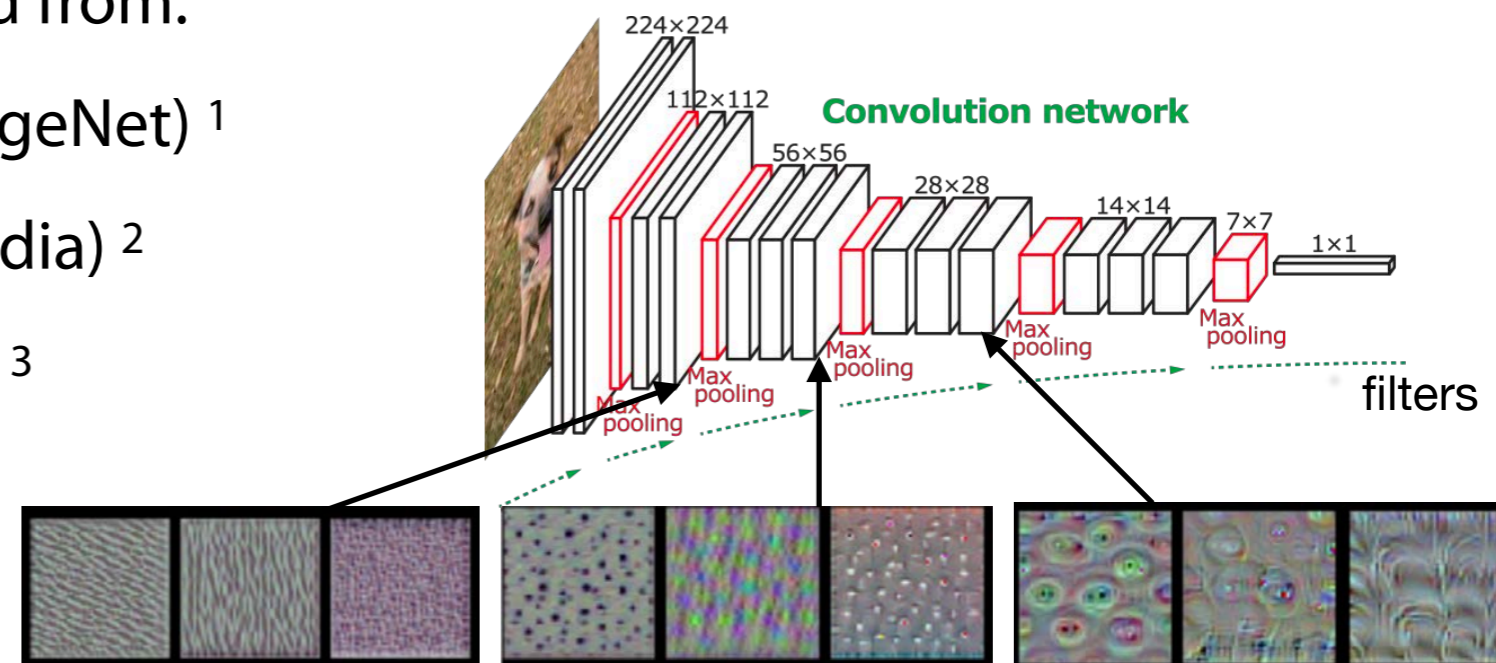 d from:
geNet) 1
dia) 2
3
224×224
112×112
Convolution network
56×56
28×28
14×14
7×7
1×1
Max
pooling
Max
pooling
Max
pooling
Max
pooling
Max
pooling
filters